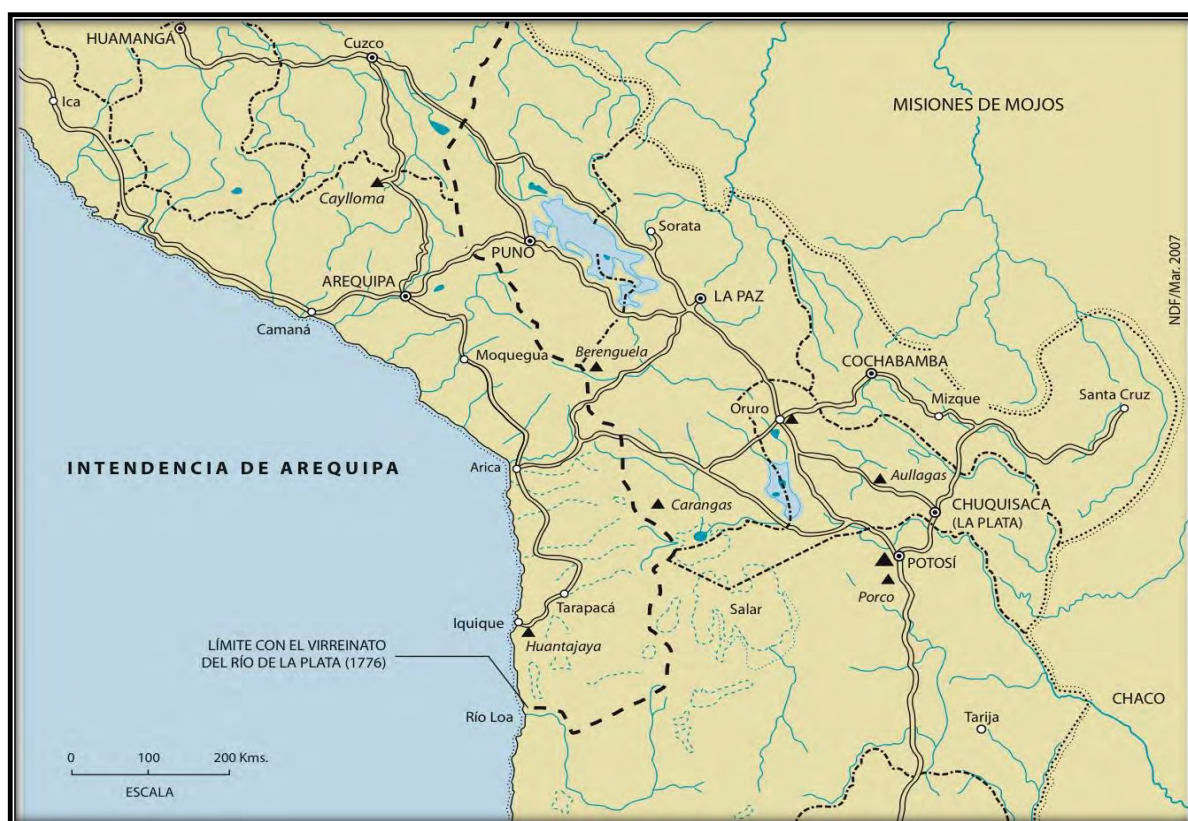 HUAMANGA
Cuzco
Ica
MISIONES DE MOJOS
Caylloma
Sorata
PUNO
AREQUIPA
LA PAZ
Camaná
NDF/Mar. 2007
Moquegua
Berenguela
COCHABAMBA
Mizque
Santa Cruz
Oruro
INTENDENCIA DE AREQUIPA
Arica
Aullagas
Carangas
CHUQUISACA
(LA PLATA)
POTOSÍ
Porco
Tarapacá
Salar
Iquique
Huantajaya
LÍMITE CON EL VIRREINATO
DEL RÍO DE LA PLATA (1776)
CHACO
Río Loa
Tarija
0 100 200 Kms.
ESCALA